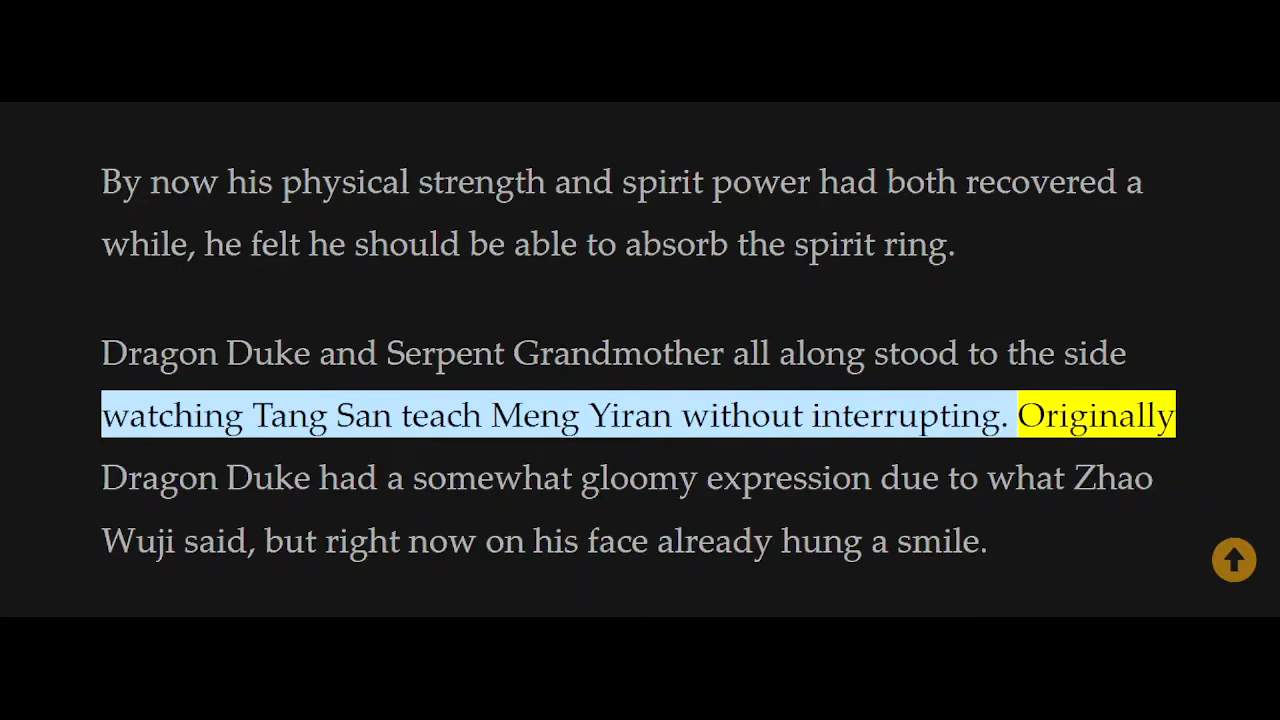 By now his physical strength and spirit power had both recovered a
while, he felt he should be able to absorb the spirit ring.
Dragon Duke and Serpent Grandmother all along stood to the side
watching Tang San teach Meng Yiran without interrupting. Originally
Dragon Duke had a somewhat gloomy expression due to what Zhao
Wuji said, but right now on his face already hung a smile.